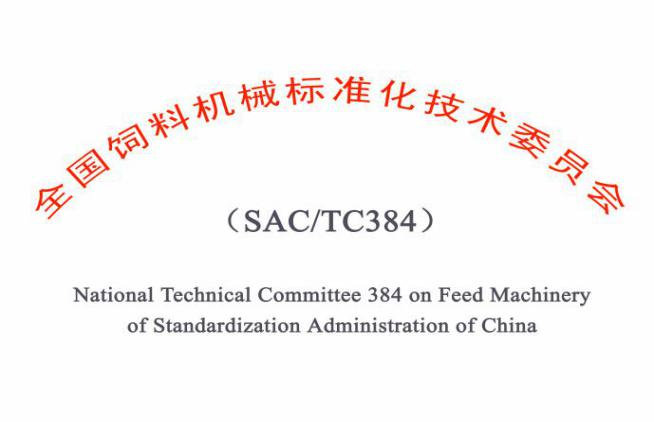 全国饲料机械标准化技术委员会
（SAC/TC384）
National Technical Committee 384 on Feed Machinery
of Standardization Administration of China